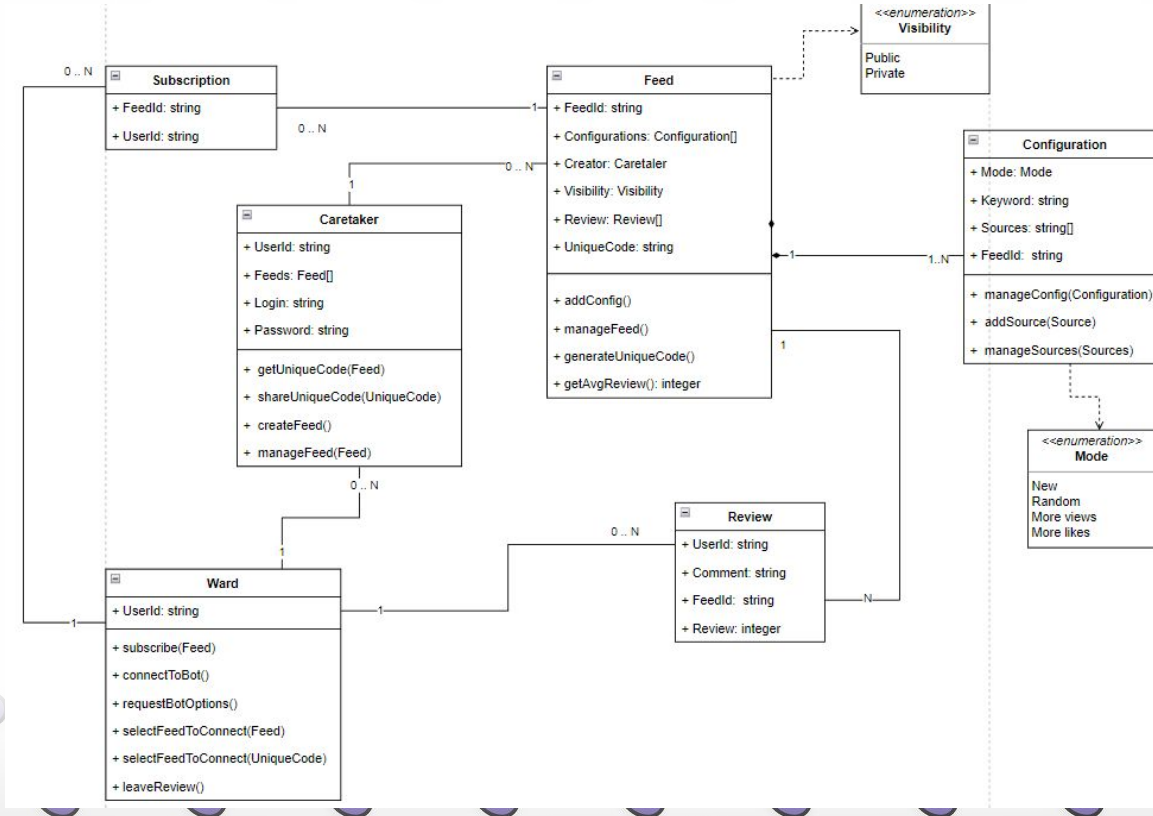 <<enumeration>>
Visibility
Public
Private
0 .. N
Subscription
+ FeedId: string
+ UserId: string
0 .. N
1
Feed
+ FeedId: string
+ Configurations: Configuration[]
+ Creator: Caretaler
+ Visibility: Visibility
+ Review: Review[]
+ UniqueCode: string
+ addConfig()
+ manageFeed()
+ generateUniqueCode()
+ getAvgReview(): integer
0 .. N
1
Caretaker
+ UserId: string
+ Feeds: Feed[]
+ Login: string
+ Password: string
+ getUniqueCode(Feed)
+ shareUniqueCode(UniqueCode)
+ createFeed()
+ manageFeed(Feed)
Configuration
+ Mode: Mode
+ Keyword: string
+ Sources: string[]
+ FeedId: string
+ manageConfig(Configuration)
+ addSource(Source)
+ manageSources(Sources)
1
1..N
1
<<enumeration>>
Mode
New
Random
More views
More likes
0 .. N
1
Review
+ UserId: string
+ Comment: string
+ FeedId: string
+ Review: integer
0 .. N
N
Ward
+ UserId: string
+ subscribe(Feed)
+ connectToBot()
+ requestBotOptions()
+ selectFeedToConnect(Feed)
+ selectFeedToConnect(UniqueCode)
+ leaveReview()
1
1